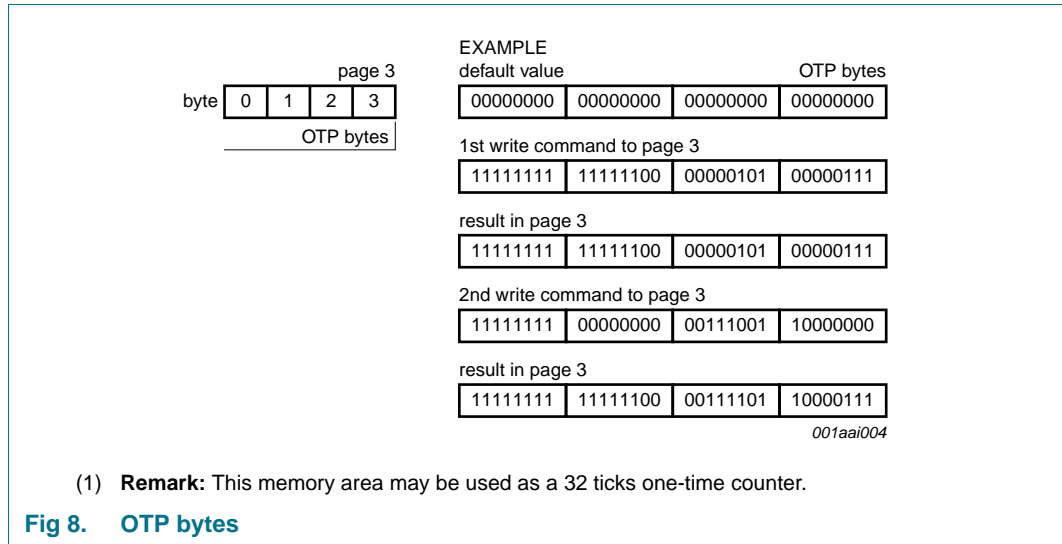 page 3
byte 0 1 2 3
OTP bytes
EXAMPLE
default value OTP bytes
00000000 00000000 00000000 00000000
1st write command to page 3
11111111 11111100 00000101 00000111
result in page 3
11111111 11111100 00000101 00000111
2nd write command to page 3
11111111 00000000 00111001 10000000
result in page 3
11111111 11111100 00111101 10000111
001aai004
(1) Remark: This memory area may be used as a 32 ticks one-time counter.
Fig 8. OTP bytes